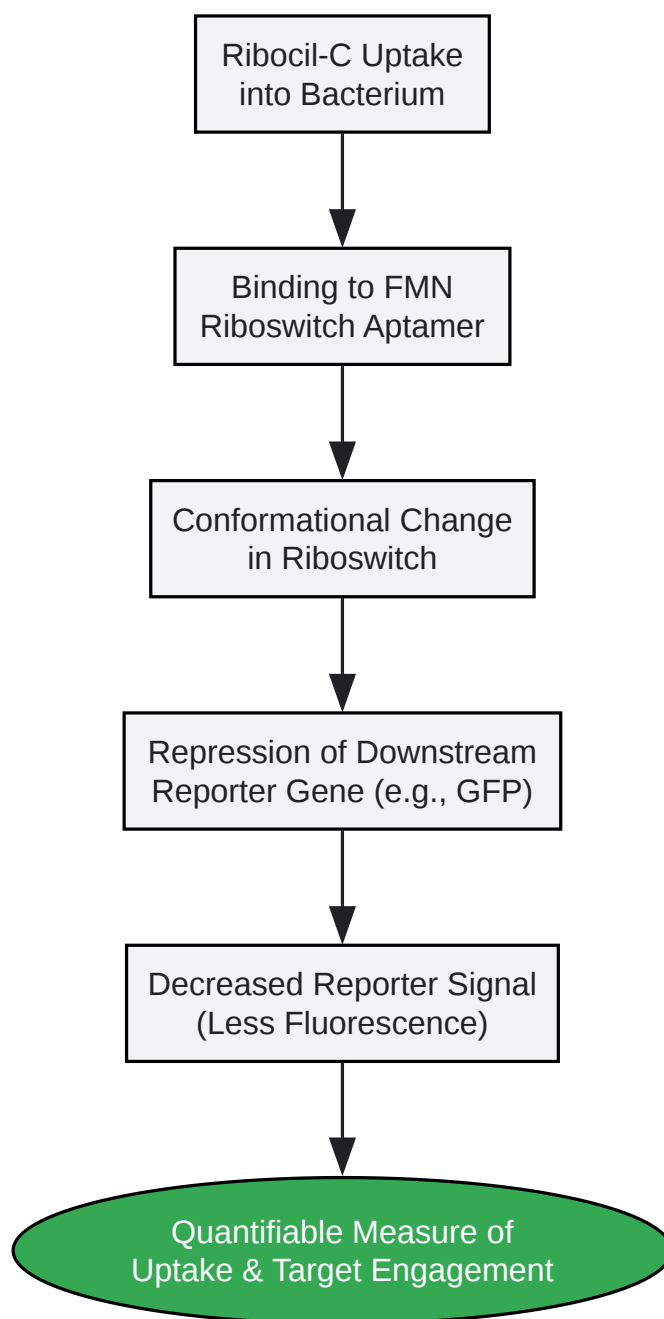 Ribocil-C Uptake
into Bacterium
Binding to FMN
Riboswitch Aptamer
Conformational Change
in Riboswitch
Repression of Downstream
Reporter Gene (e.g., GFP)
Decreased Reporter Signal
(Less Fluorescence)
Quantifiable Measure of
Uptake & Target Engagement